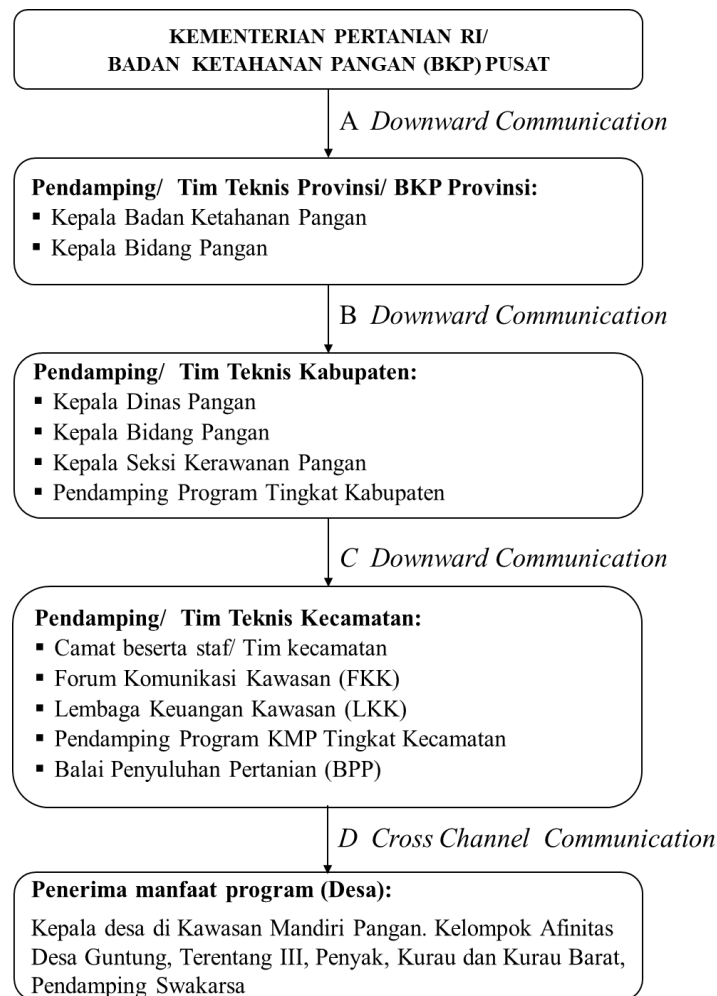 KEMENTERIAN PERTANIAN RI/
BADAN KETAHANAN PANGAN (BKP) PUSAT
A Downward Communication
Pendamping/ Tim Teknis Provinsi/ BKP Provinsi:
▪ Kepala Badan Ketahanan Pangan
▪ Kepala Bidang Pangan
B Downward Communication
Pendamping/ Tim Teknis Kabupaten:
▪ Kepala Dinas Pangan
▪ Kepala Bidang Pangan
▪ Kepala Seksi Kerawanan Pangan
▪ Pendamping Program Tingkat Kabupaten
C Downward Communication
Pendamping/ Tim Teknis Kecamatan:
▪ Camat beserta staf/ Tim kecamatan
▪ Forum Komunikasi Kawasan (FKK)
▪ Lembaga Keuangan Kawasan (LKK)
▪ Pendamping Program KMP Tingkat Kecamatan
▪ Balai Penyuluhan Pertanian (BPP)
D Cross Channel Communication
Penerima manfaat program (Desa):
Kepala desa di Kawasan Mandiri Pangan. Kelompok Afinitas
Desa Guntung, Terentang III, Penyak, Kurau dan Kurau Barat,
Pendamping Swakarsa